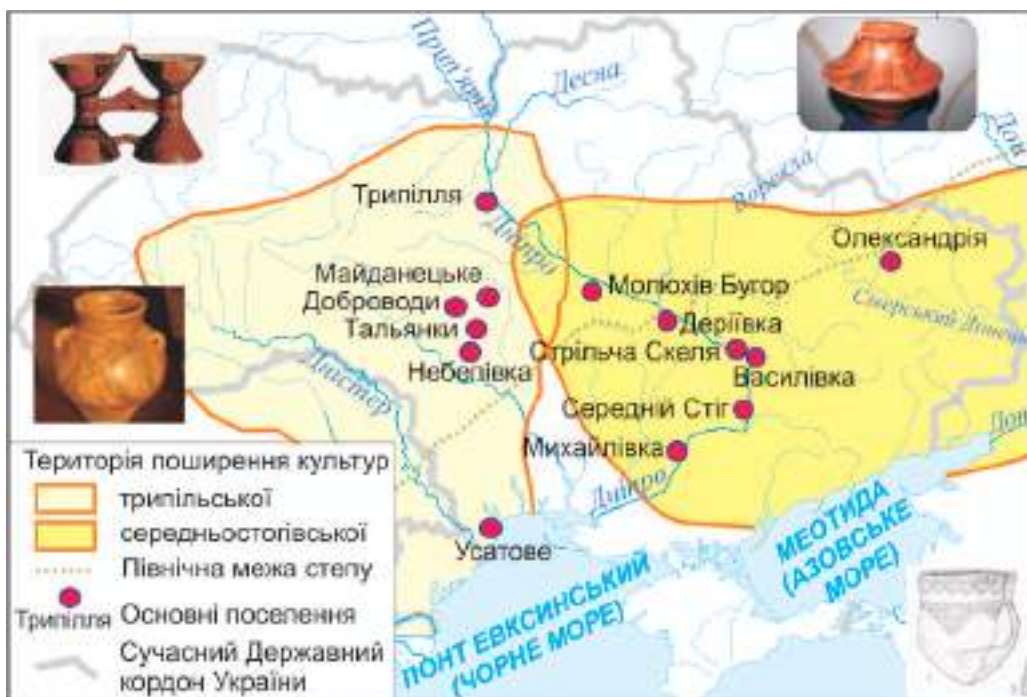 Прип'ять
Десна
Дон
Ворскла
Трипілля
Дніпро
Олександрія
Майданецьке
Доброводи
Тальянки
Небелівка
Молюхів Бугор
Деріївка
Сіверський Донець
Стрільча Скеля
Василівка
Дністер
Середній Стіг
Михайлівка
Дніпро
Дон
Усатове
МЕОТИДА
(АЗОВСЬКЕ
МОРЕ)
ПОНТ ЕВКСИНСЬКИЙ
(ЧОРНЕ МОРЕ)
Територія поширення культур
трипільської
середньостогівської
Північна межа степу
Трипілля
Основні поселення
Сучасний Державний
кордон України